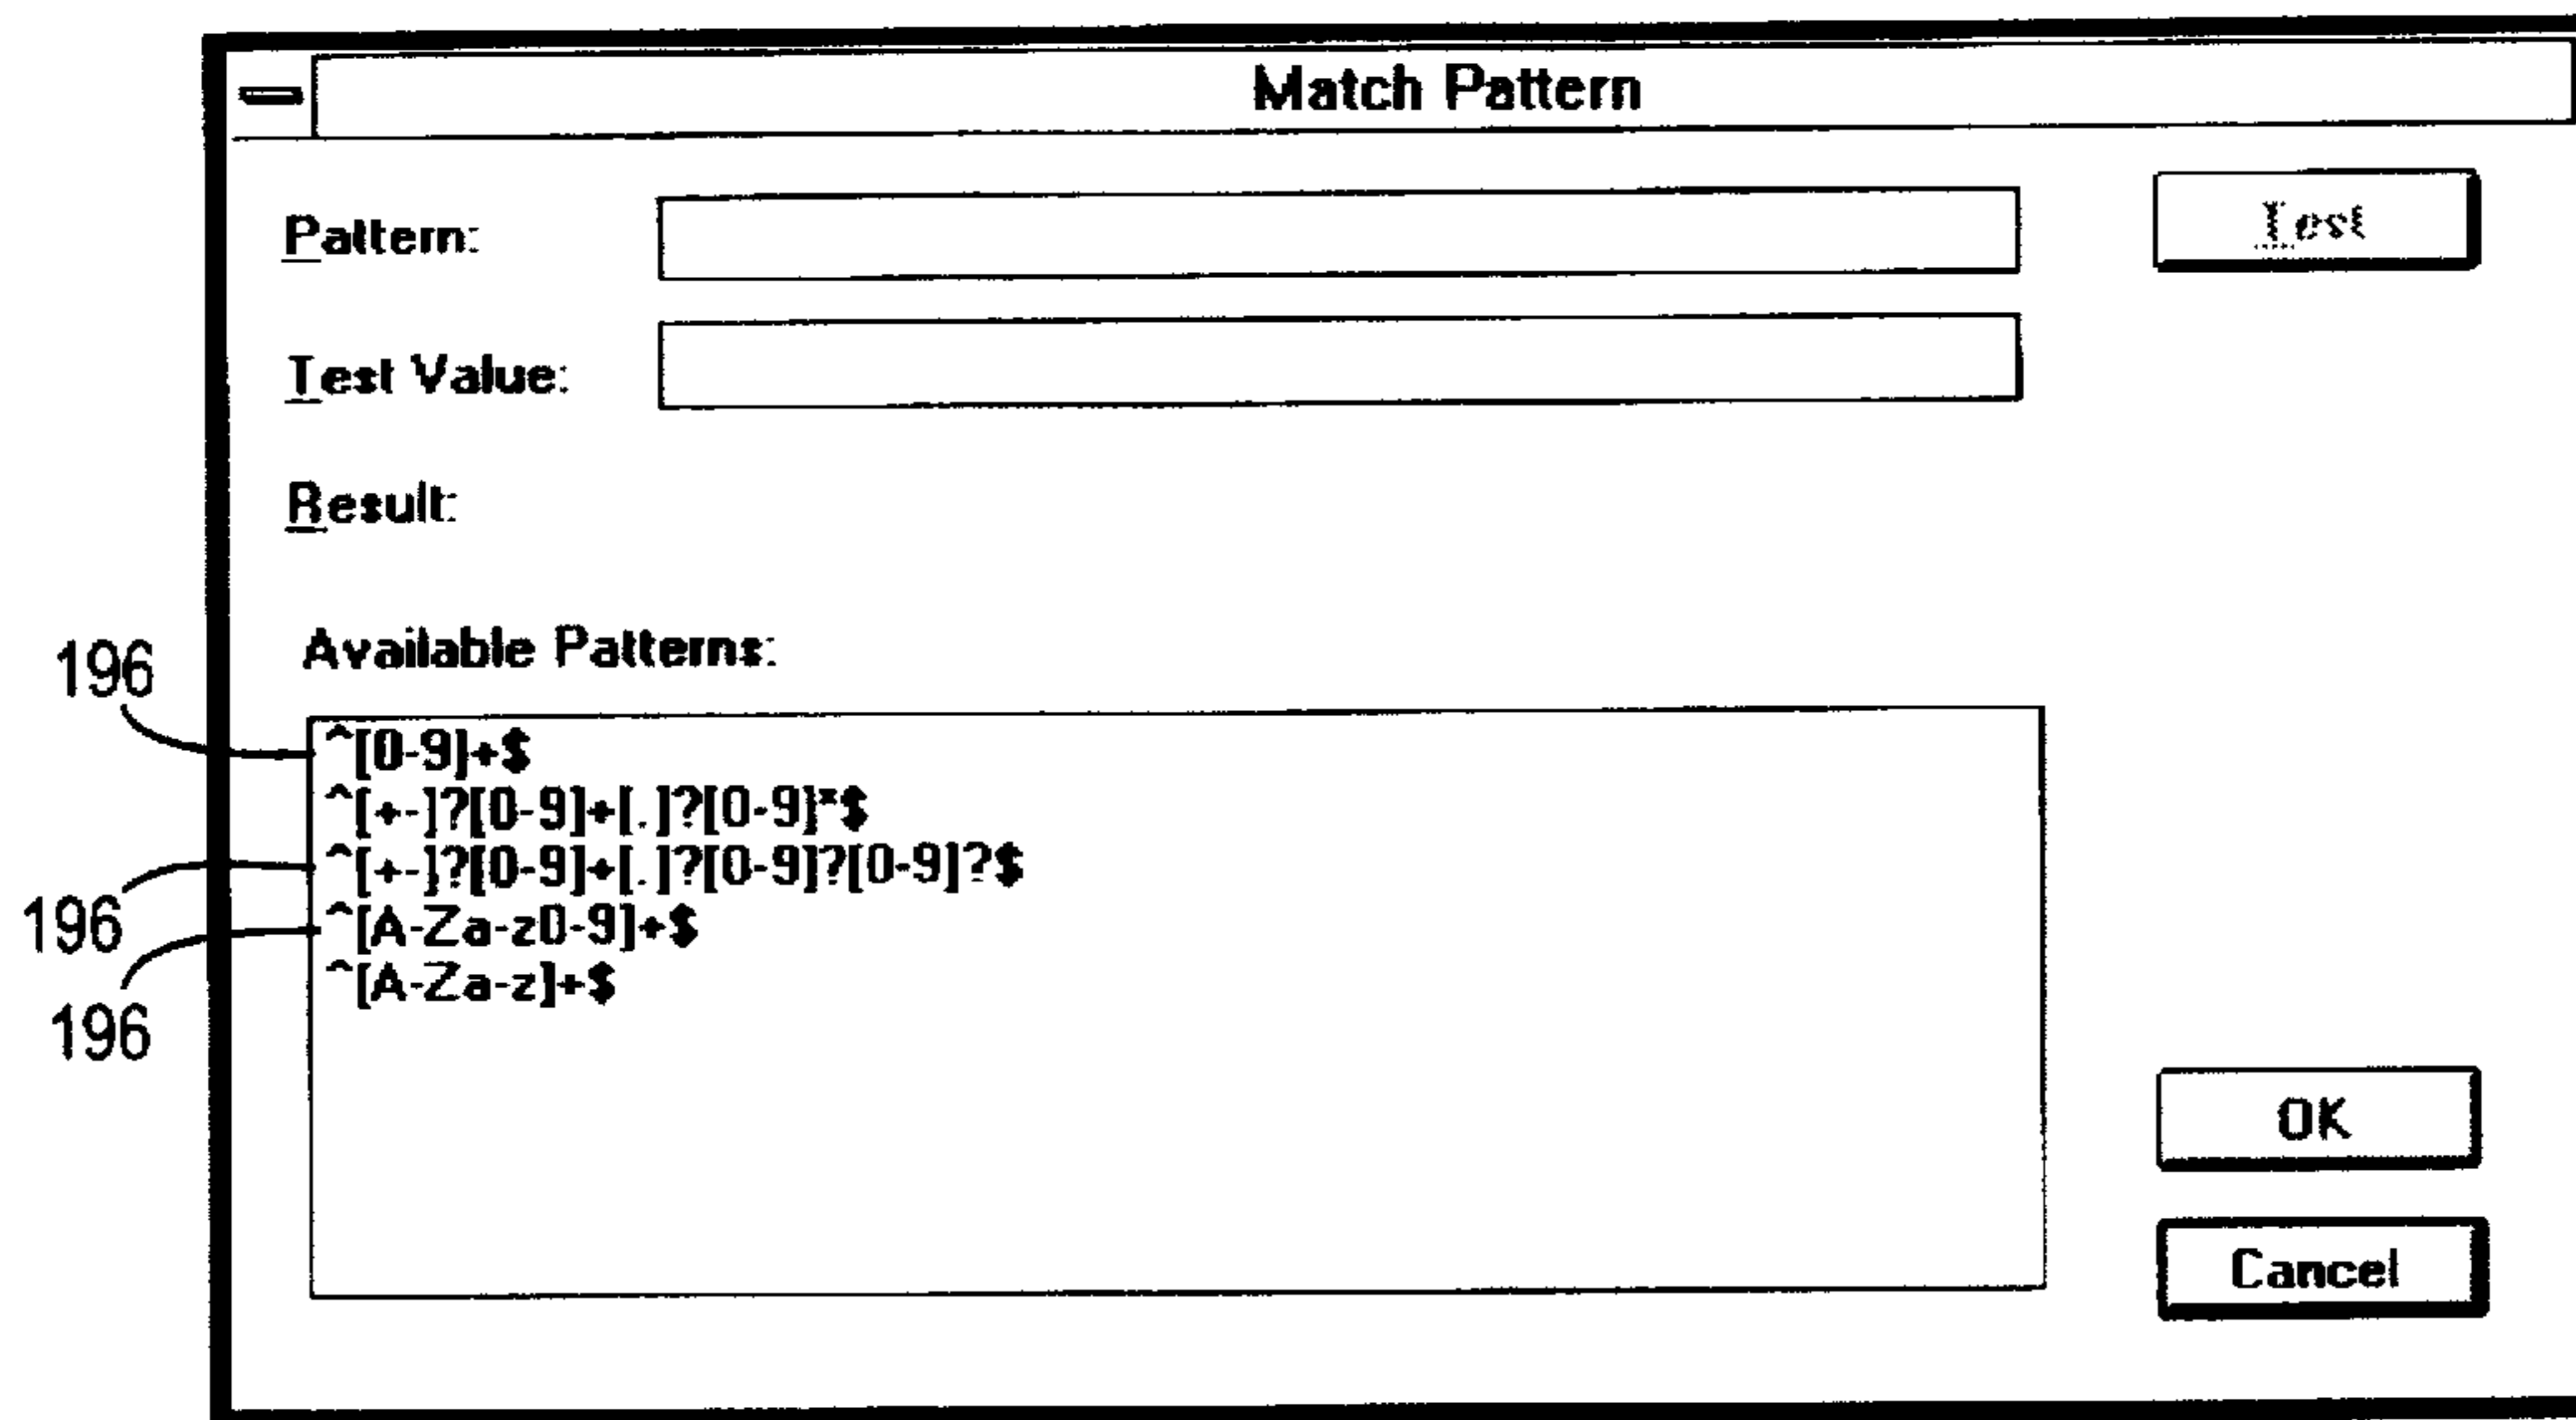 Match Pattern
Pattern:
Test
Test Value:
Result:
Available Patterns:
196
^[0-9]+$
^[+-]?[0-9]+[.]?[0-9]*$
^[+-]?[0-9]+[.]?[0-9]?[0-9]?$
196
^[A-Za-z0-9]+$
^[A-Za-z]+$
196
OK
Cancel